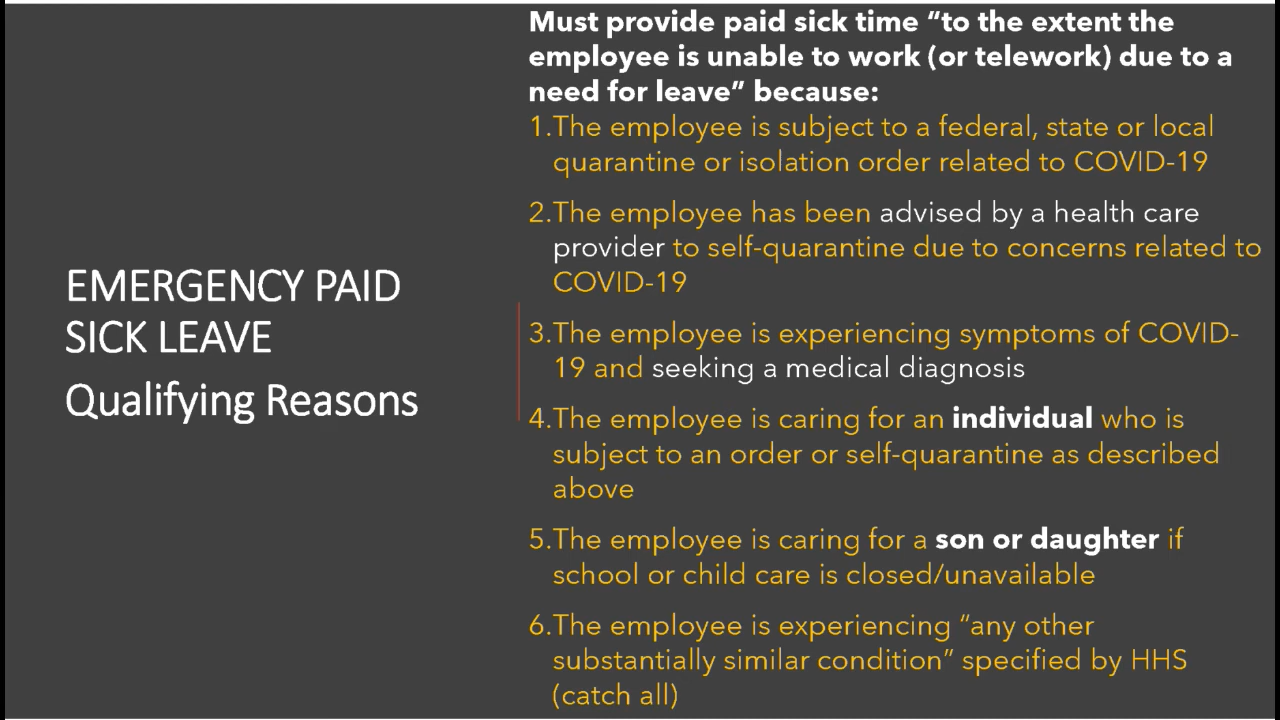 EMERGENCY PAID
SICK LEAVE
Qualifying Reasons
Must provide paid sick time “to the extent the
employee is unable to work (or telework) due to a
need for leave” because:
1.The employee is subject to a federal, state or local
quarantine or isolation order related to COVID-19
2.The employee has been advised by a health care
provider to self-quarantine due to concerns related to
COVID-19
3.The employee is experiencing symptoms of COVID-
19 and seeking a medical diagnosis
4.The employee is caring for an individual who is
subject to an order or self-quarantine as described
above
5.The employee is caring for a son or daughter if
school or child care is closed/unavailable
6.The employee is experiencing “any other
substantially similar condition” specified by HHS
(catch all)